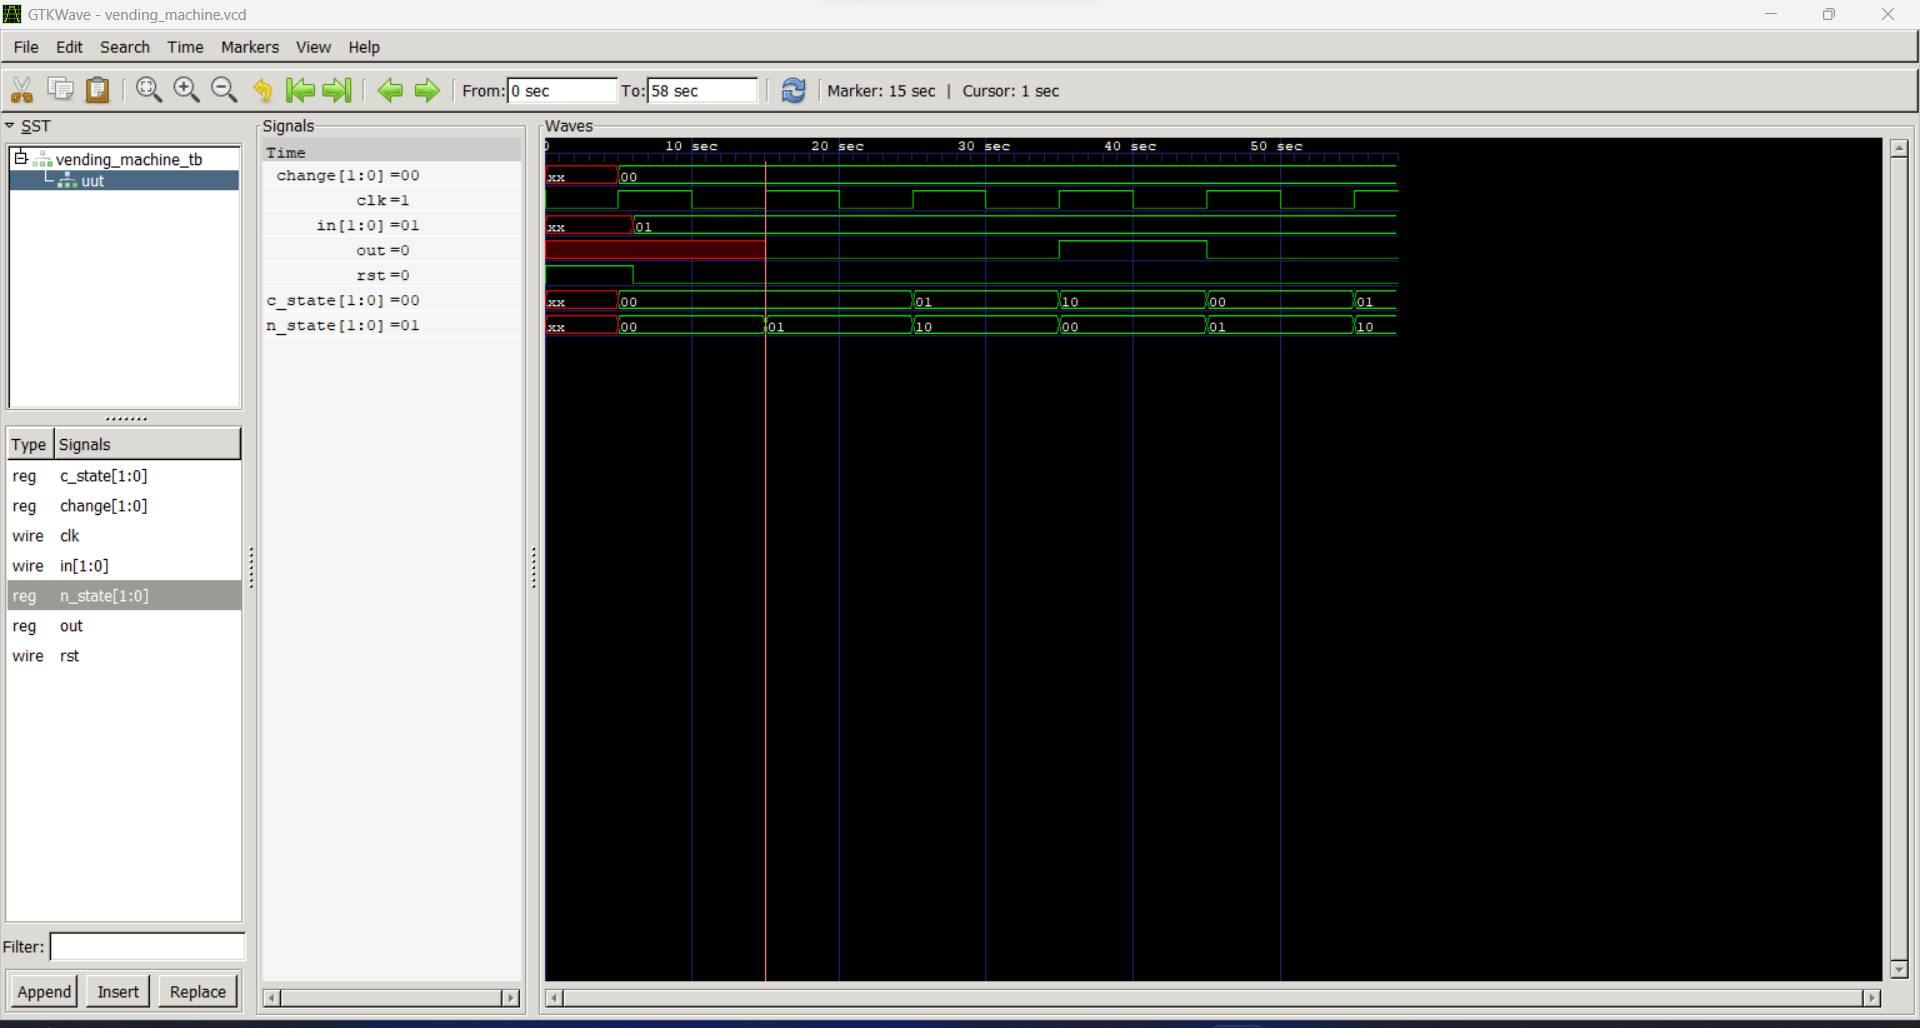 GTKWave - vending_machine.vcd
File Edit Search Time Markers View Help
From: 0 sec To: 58 sec Marker: 15 sec | Cursor: 1 sec
SST
vending_machine_tb
uut
Type Signals
reg c_state[1:0]
reg change[1:0]
wire clk
wire in[1:0]
reg n_state[1:0]
reg out
wire rst
Filter:
Append Insert Replace
Signals
Time
change[1:0] =00
clk =1
in[1:0] =01
out =0
rst =0
c_state[1:0] =00
n_state[1:0] =01
Waves
0 10 sec 20 sec 30 sec 40 sec 50 sec
xx 00
xx 01
xx 00 01 10 00 01
xx 00 01 10 00 01 10